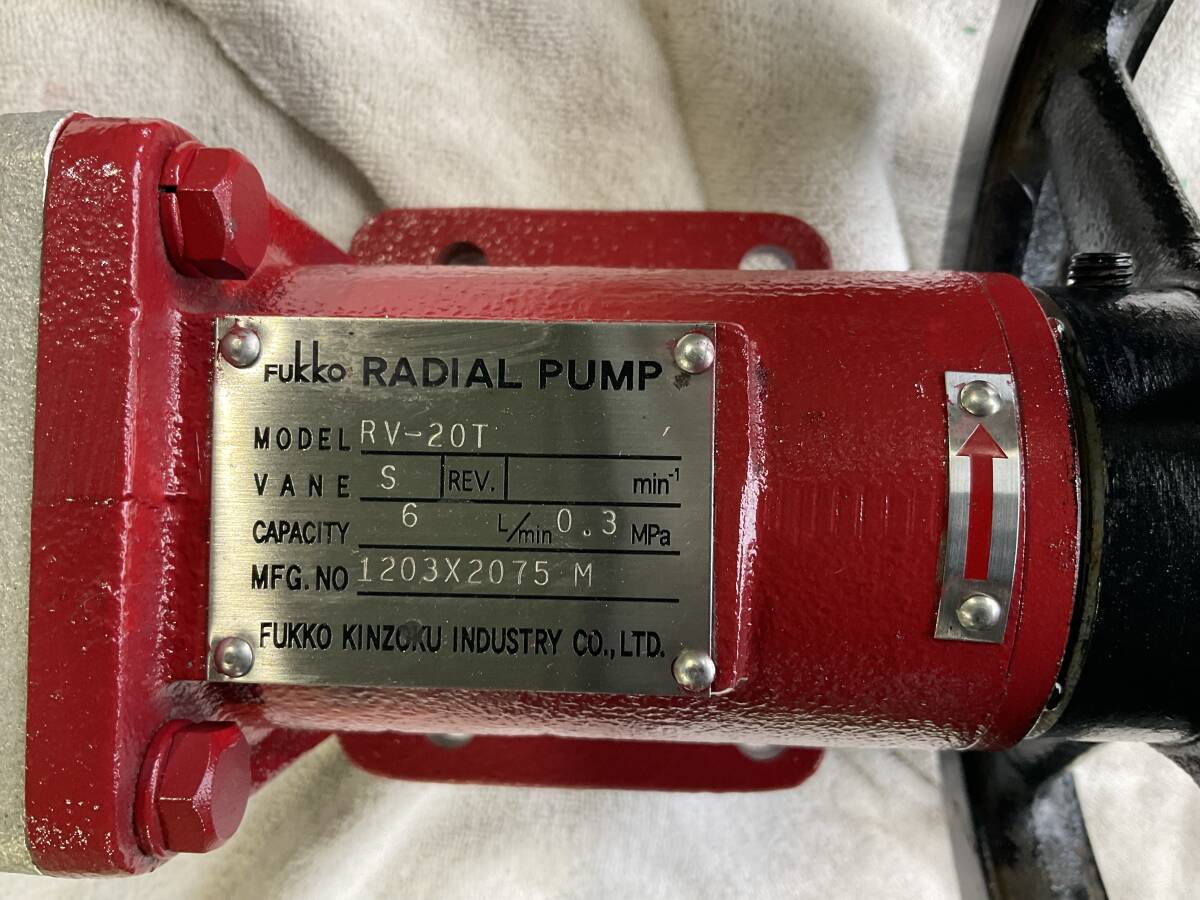 Fukko RADIAL PUMP
MODEL RV-20T
VANE S REV. min⁻¹
CAPACITY 6 L/min 0.3 MPa
MFG.NO 1203X2075 M
FUKKO KINZOKU INDUSTRY CO.,LTD.